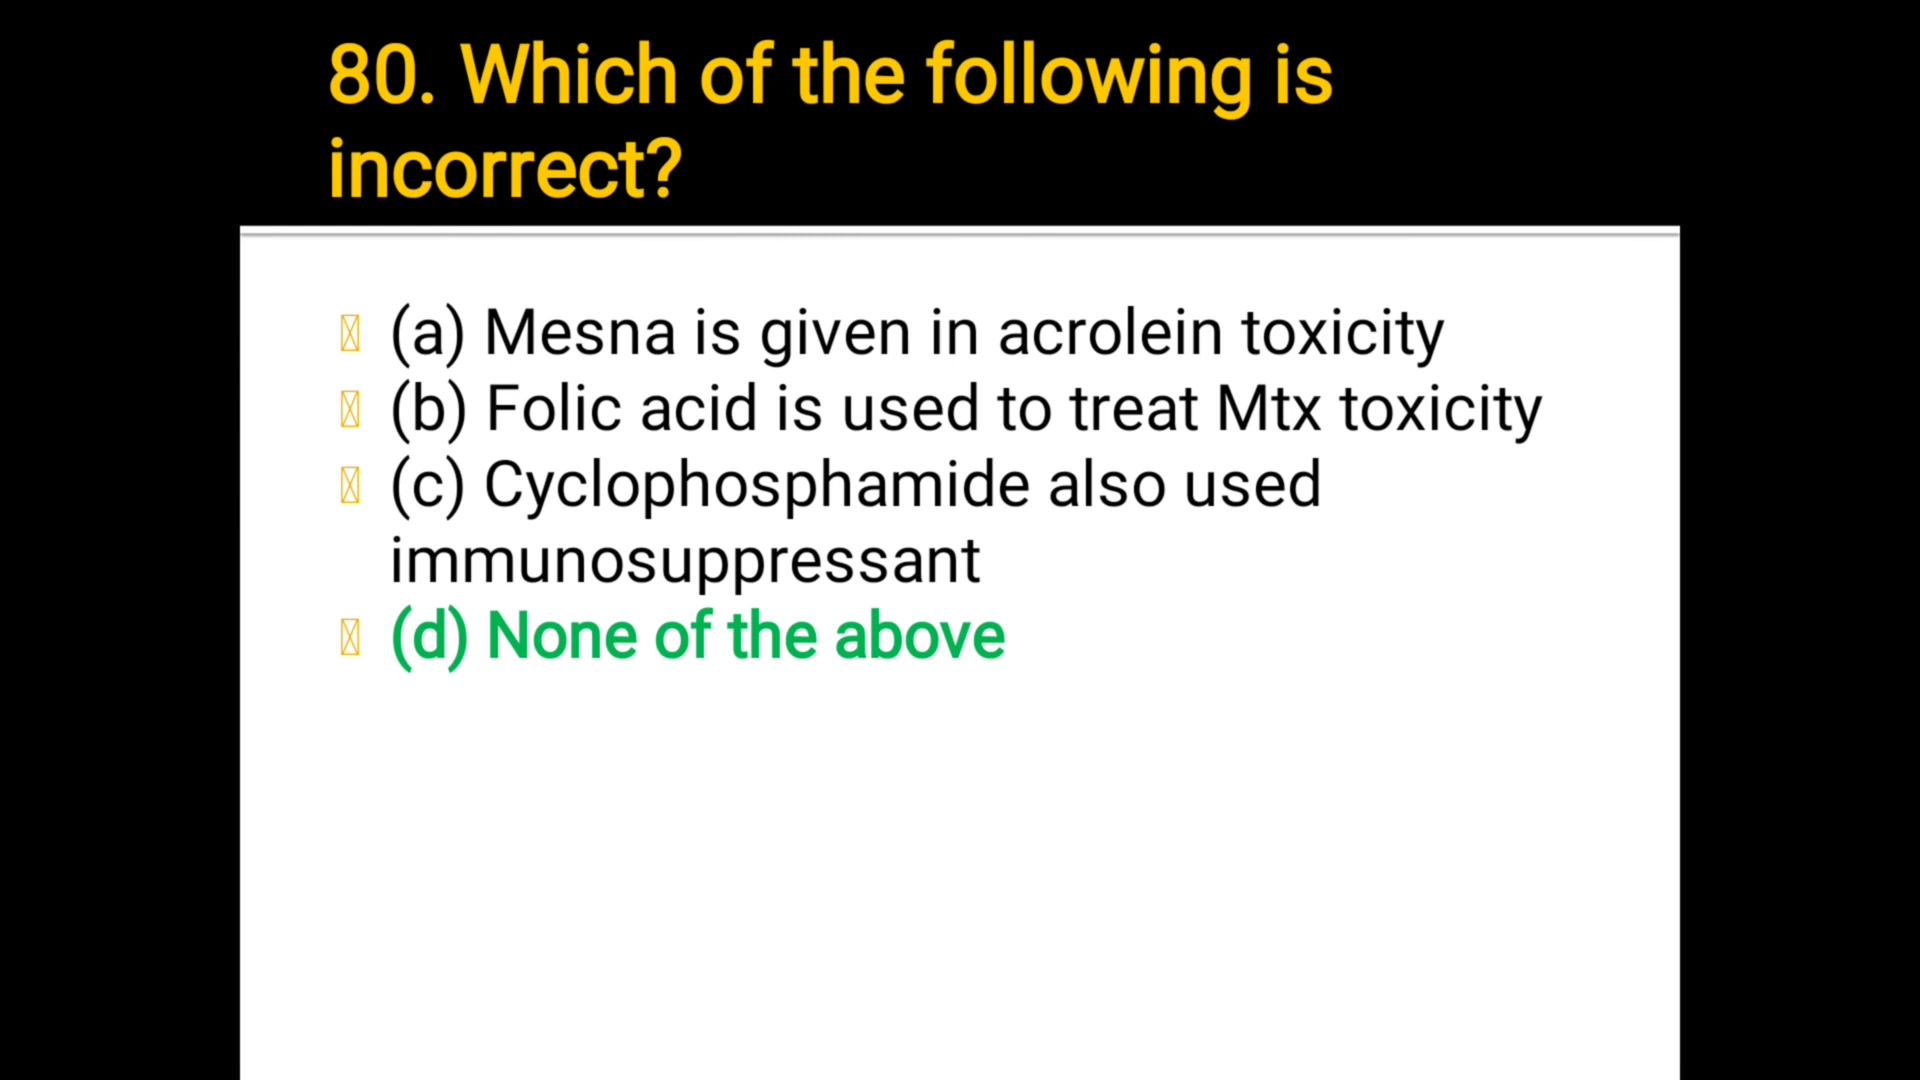 80. Which of the following is
incorrect?
(a) Mesna is given in acrolein toxicity
(b) Folic acid is used to treat Mtx toxicity
(c) Cyclophosphamide also used
immunosuppressant
(d) None of the above